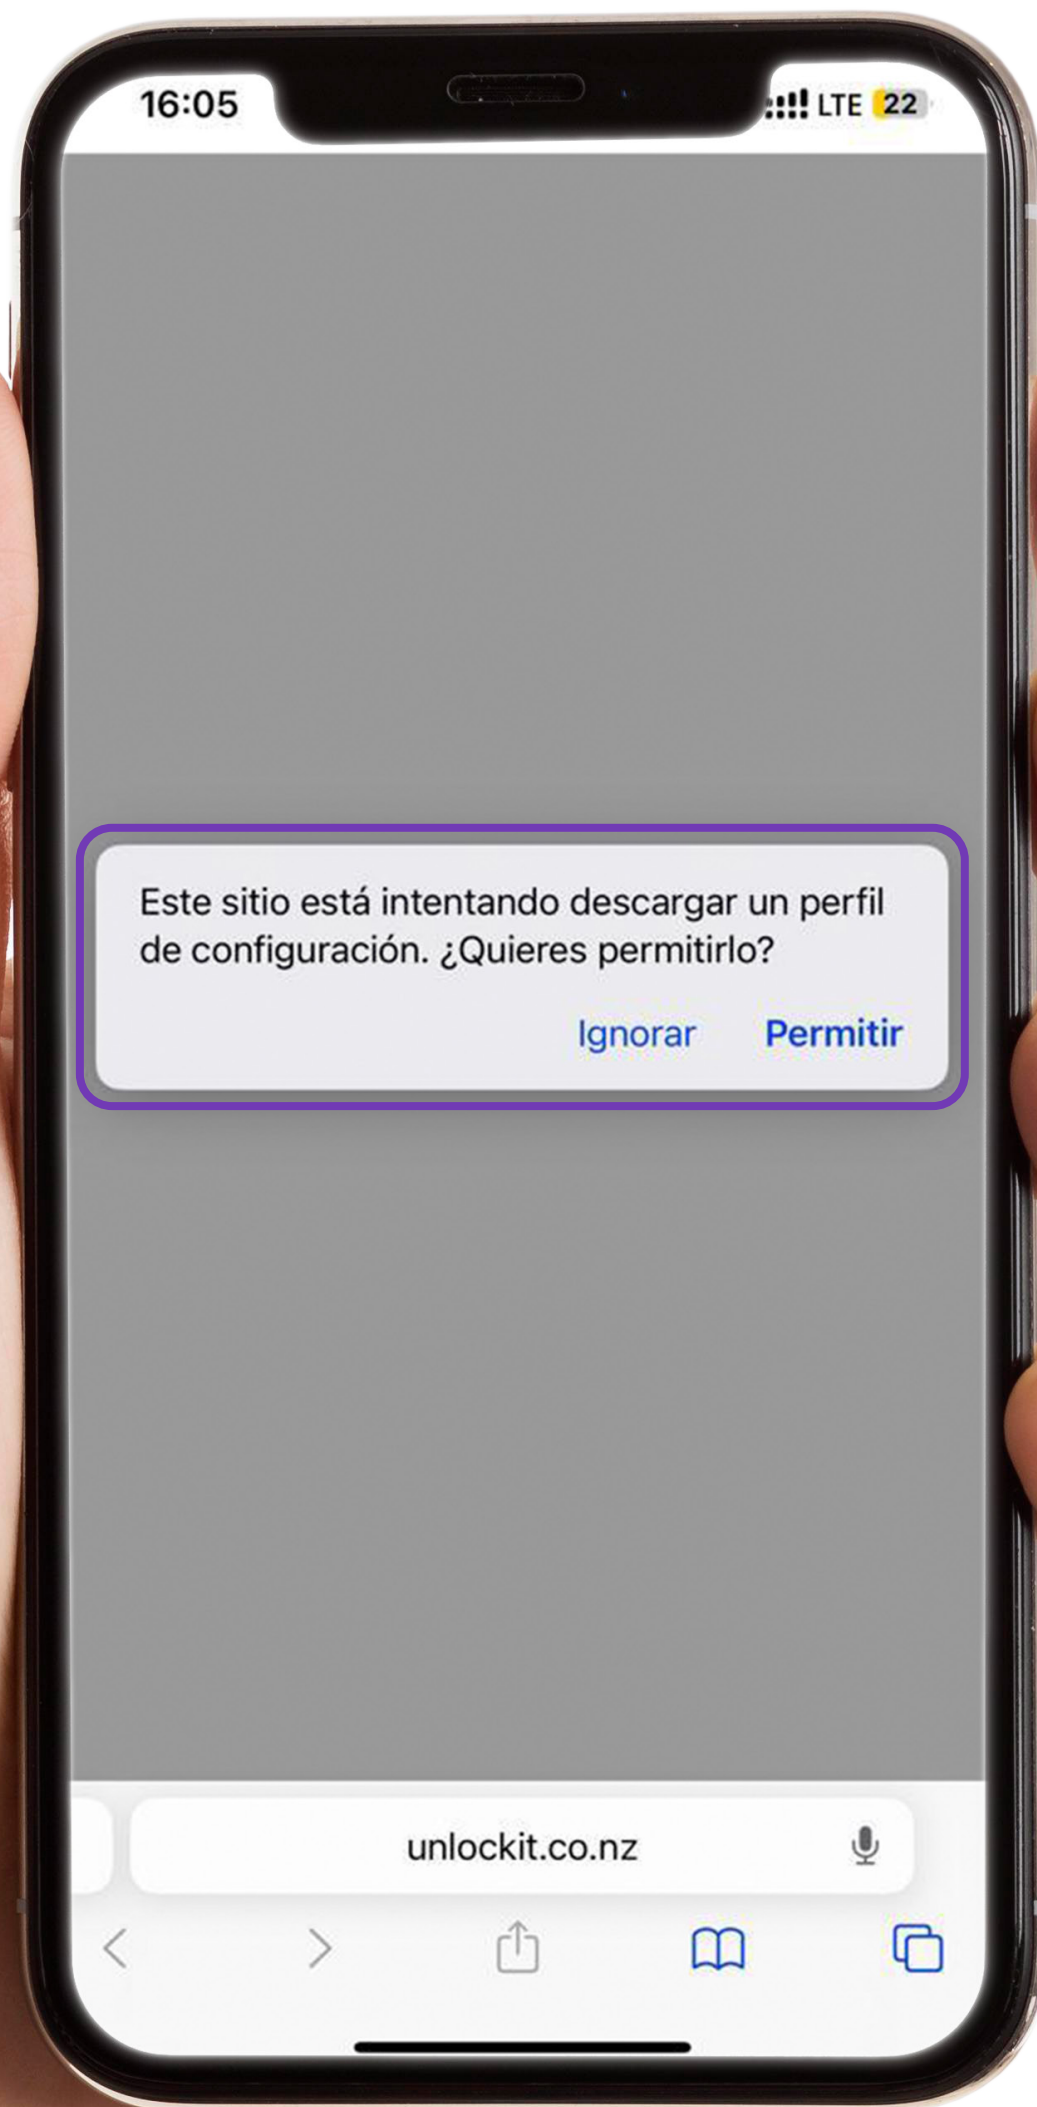 16:05
LTE 22
Este sitio está intentando descargar un perfil
de configuración. ¿Quieres permitirlo?
Ignorar Permitir
unlockit.co.nz